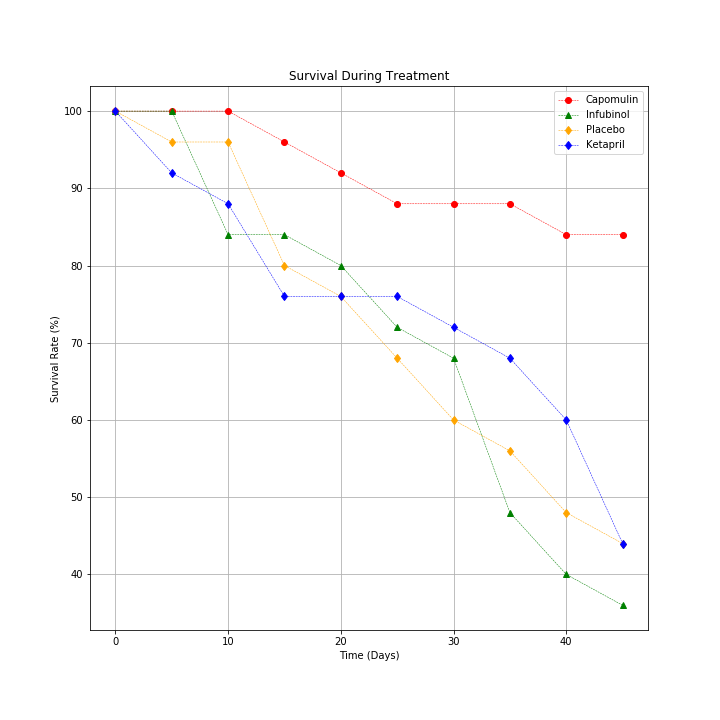 Survival During Treatment
Capomulin
Infubinol
Placebo
Ketapril
100
90
80
70
60
50
40
Survival Rate (%)
0 10 20 30 40
Time (Days)